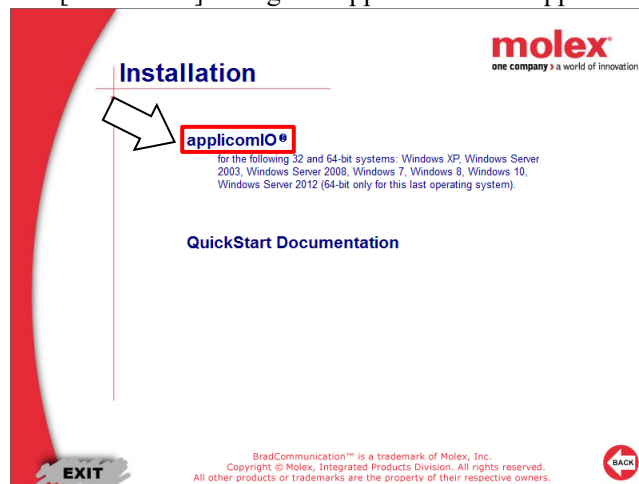 molex®
one company > a world of innovation
Installation
applicomIO®
for the following 32 and 64-bit systems: Windows XP, Windows Server
2003, Windows Server 2008, Windows 7, Windows 8, Windows 10,
Windows Server 2012 (64-bit only for this last operating system).
QuickStart Documentation
BradCommunication™ is a trademark of Molex, Inc.
Copyright © Molex, Integrated Products Division. All rights reserved.
All other products or trademarks are the property of their respective owners.
EXIT
BACK